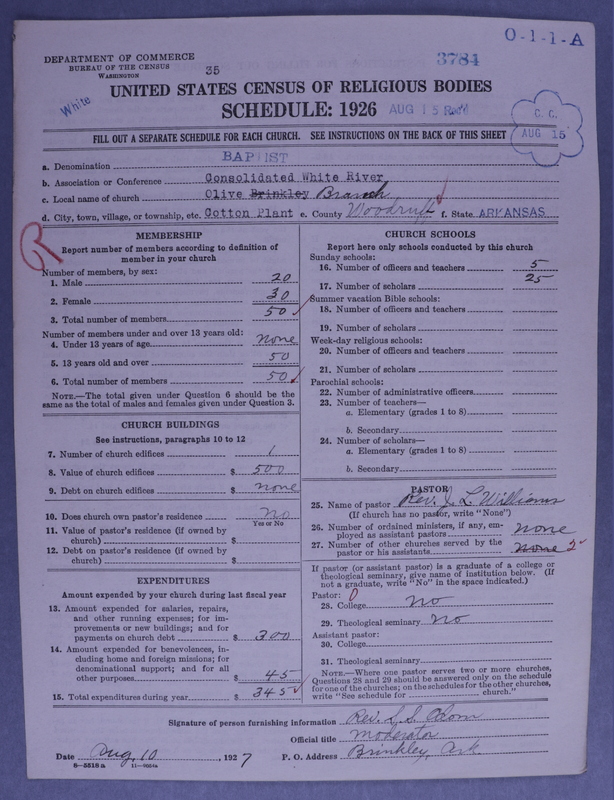 O-1-1-A
DEPARTMENT OF COMMERCE
BUREAU OF THE CENSUS
WASHINGTON
35
3784
White
UNITED STATES CENSUS OF RELIGIOUS BODIES
SCHEDULE: 1926
AUG 15 Rec'd
C. C.
AUG 15
FILL OUT A SEPARATE SCHEDULE FOR EACH CHURCH. SEE INSTRUCTIONS ON THE BACK OF THIS SHEET
a. Denomination BAPTIST
b. Association or Conference Consolidated White River
c. Local name of church Olive Brinkley Branch
d. City, town, village, or township, etc. Cotton Plant e. County Woodruff f. State ARKANSAS
R
MEMBERSHIP
Report number of members according to definition of
member in your church
Number of members, by sex:
1. Male 20
2. Female 30
3. Total number of members 50
Number of members under and over 13 years old:
4. Under 13 years of age none
5. 13 years old and over 50
6. Total number of members 50
NOTE.—The total given under Question 6 should be the
same as the total of males and females given under Question 3.
CHURCH BUILDINGS
See instructions, paragraphs 10 to 12
7. Number of church edifices 1
8. Value of church edifices $ 500
9. Debt on church edifices $ none
10. Does church own pastor's residence no
Yes or No
11. Value of pastor's residence (if owned by
church) $
12. Debt on pastor's residence (if owned by
church) $
EXPENDITURES
Amount expended by your church during last fiscal year
13. Amount expended for salaries, repairs,
and other running expenses; for im-
provements or new buildings; and for
payments on church debt $ 300
14. Amount expended for benevolences, in-
cluding home and foreign missions; for
denominational support; and for all
other purposes $ 45
15. Total expenditures during year $ 345
CHURCH SCHOOLS
Report here only schools conducted by this church
Sunday schools:
16. Number of officers and teachers 5
17. Number of scholars 25
Summer vacation Bible schools:
18. Number of officers and teachers
19. Number of scholars
Week-day religious schools:
20. Number of officers and teachers
21. Number of scholars
Parochial schools:
22. Number of administrative officers
23. Number of teachers—
a. Elementary (grades 1 to 8)
b. Secondary
24. Number of scholars—
a. Elementary (grades 1 to 8)
b. Secondary
PASTOR
25. Name of pastor Rev. J. L. Williams
(If church has no pastor, write "None")
26. Number of ordained ministers, if any, em-
ployed as assistant pastors none
27. Number of other churches served by the
pastor or his assistants none 2
If pastor (or assistant pastor) is a graduate of a college or
theological seminary, give name of institution below. (If
not a graduate, write "No" in the space indicated.)
Pastor: 0
28. College no
29. Theological seminary no
Assistant pastor:
30. College
31. Theological seminary
NOTE.—Where one pastor serves two or more churches,
Questions 28 and 29 should be answered only on the schedule
for one of the churches; on the schedules for the other churches,
write "See schedule for church."
Signature of person furnishing information Rev. S. S. Odom
Official title Moderator
Date Aug, 10, 1927 P. O. Address Brinkley, Ark
8-5518 a